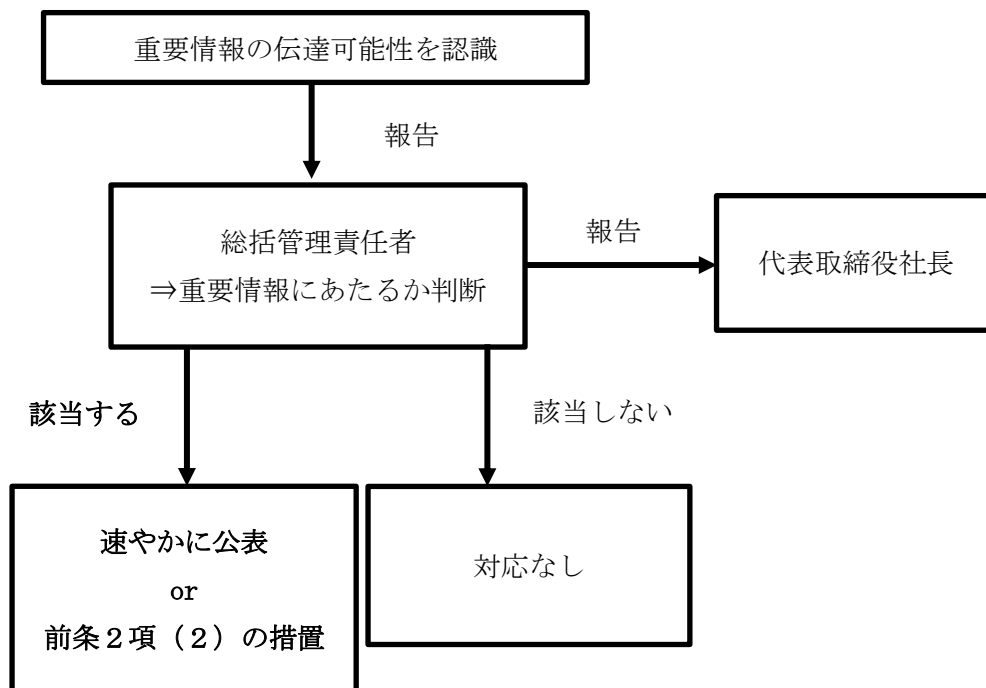 重要情報の伝達可能性を認識
報告
総括管理責任者
⇒重要情報にあたるか判断
報告
代表取締役社長
該当する
該当しない
速やかに公表
or
前条２項（２）の措置
対応なし